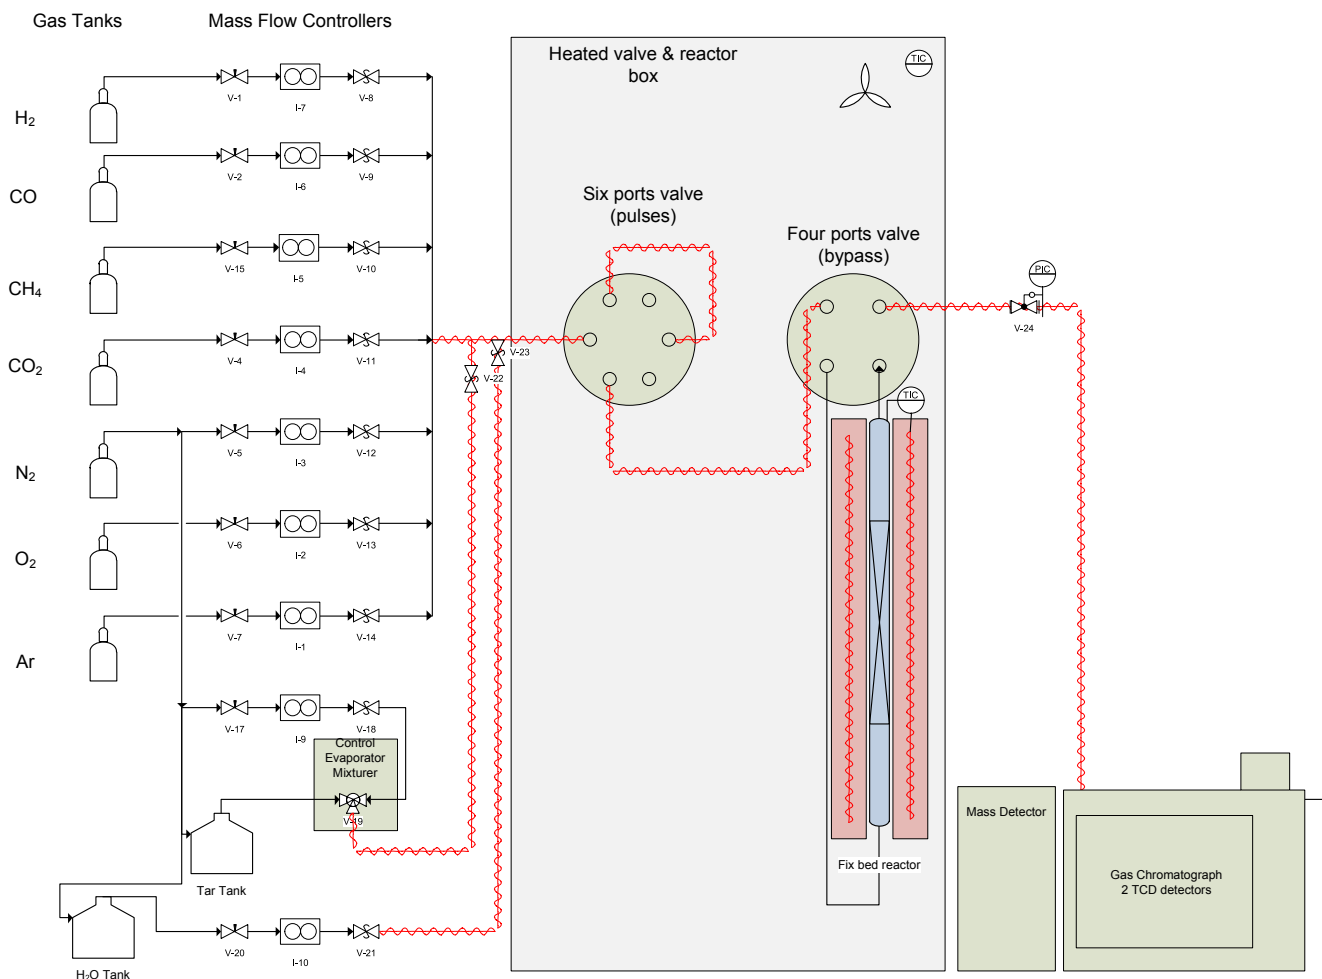 Gas Tanks
Mass Flow Controllers
Heated valve & reactor
box
TIC
H₂
V-1
I-7
V-8
CO
V-2
I-6
V-9
Six ports valve
(pulses)
Four ports valve
(bypass)
CH₄
V-15
I-5
V-10
PIC
V-24
CO₂
V-4
I-4
V-11
V-23
V-22
TIC
N₂
V-5
I-3
V-12
O₂
V-6
I-2
V-13
Ar
V-7
I-1
V-14
V-17
I-9
V-18
Control
Evaporator
Mixturer
V-19
Tar Tank
Fix bed reactor
Mass Detector
Gas Chromatograph
2 TCD detectors
V-20
I-10
V-21
H₂O Tank